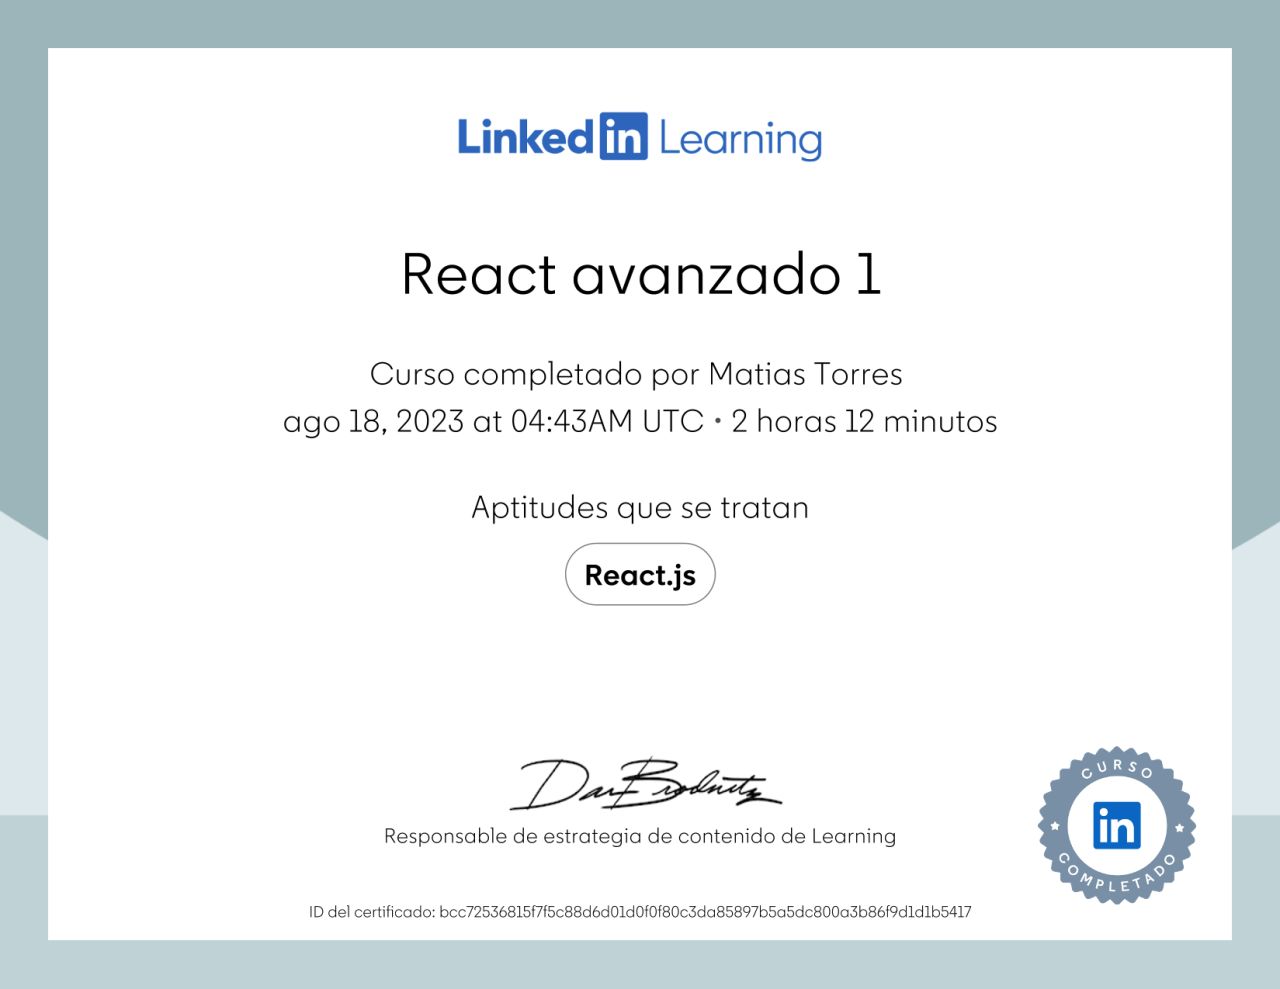 Linked in Learning
React avanzado 1
Curso completado por Matias Torres
ago 18, 2023 at 04:43AM UTC • 2 horas 12 minutos
Aptitudes que se tratan
React.js
Dan Brodnitz
Responsable de estrategia de contenido de Learning
CURSO
in
COMPLETADO
ID del certificado: bcc72536815f7f5c88d6d01d0f0f80c3da85897b5a5dc800a3b86f9d1d1b5417